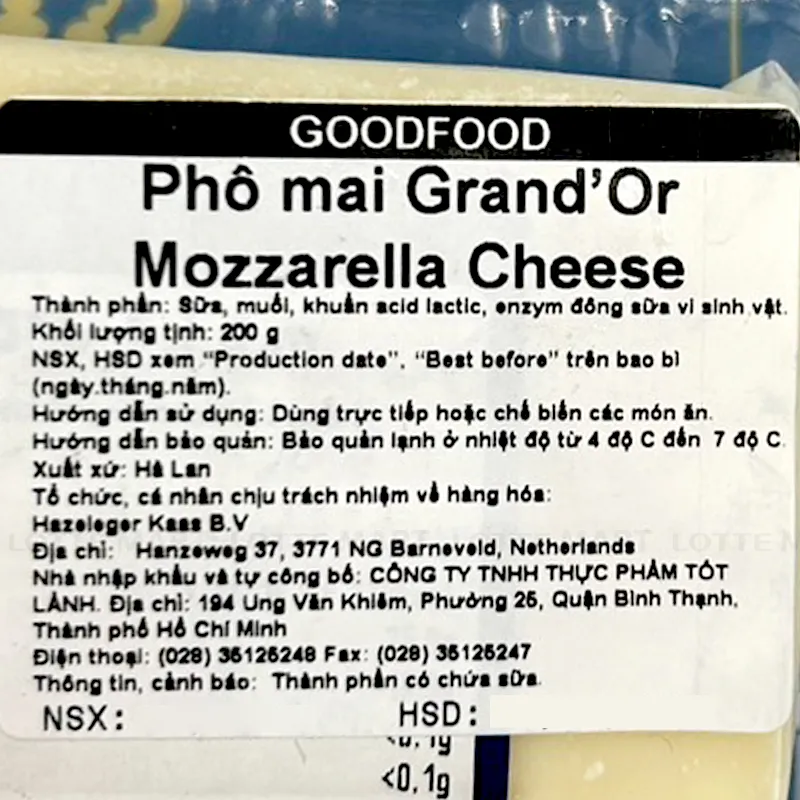 GOODFOOD
Phô mai Grand'Or
Mozzarella Cheese
Thành phần: Sữa, muối, khuẩn acid lactic, enzym đông sữa vi sinh vật.
Khối lượng tịnh: 200 g
NSX, HSD xem “Production date”. “Best before” trên bao bì
(ngày.tháng.năm).
Hướng dẫn sử dụng: Dùng trực tiếp hoặc chế biến các món ăn.
Hướng dẫn bảo quản: Bảo quản lạnh ở nhiệt độ từ 4 độ C đến 7 độ C.
Xuất xứ: Hà Lan
Tổ chức, cá nhân chịu trách nhiệm về hàng hóa:
Hazeleger Kaas B.V
LOTTE MART LOTTE MART LOTTE M
Địa chỉ: Hanzeweg 37, 3771 NG Barneveld, Netherlands
Nhà nhập khẩu và tự công bố: CÔNG TY TNHH THỰC PHẨM TỐT
LÀNH. Địa chỉ: 194 Ung Văn Khiêm, Phường 25, Quận Bình Thạnh,
Thành phố Hồ Chí Minh
Điện thoại: (028) 35125248 Fax: (028) 35125247
Thông tin, cảnh báo: Thành phần có chứa sữa.
NSX: HSD:
<0,1g
<0,1g